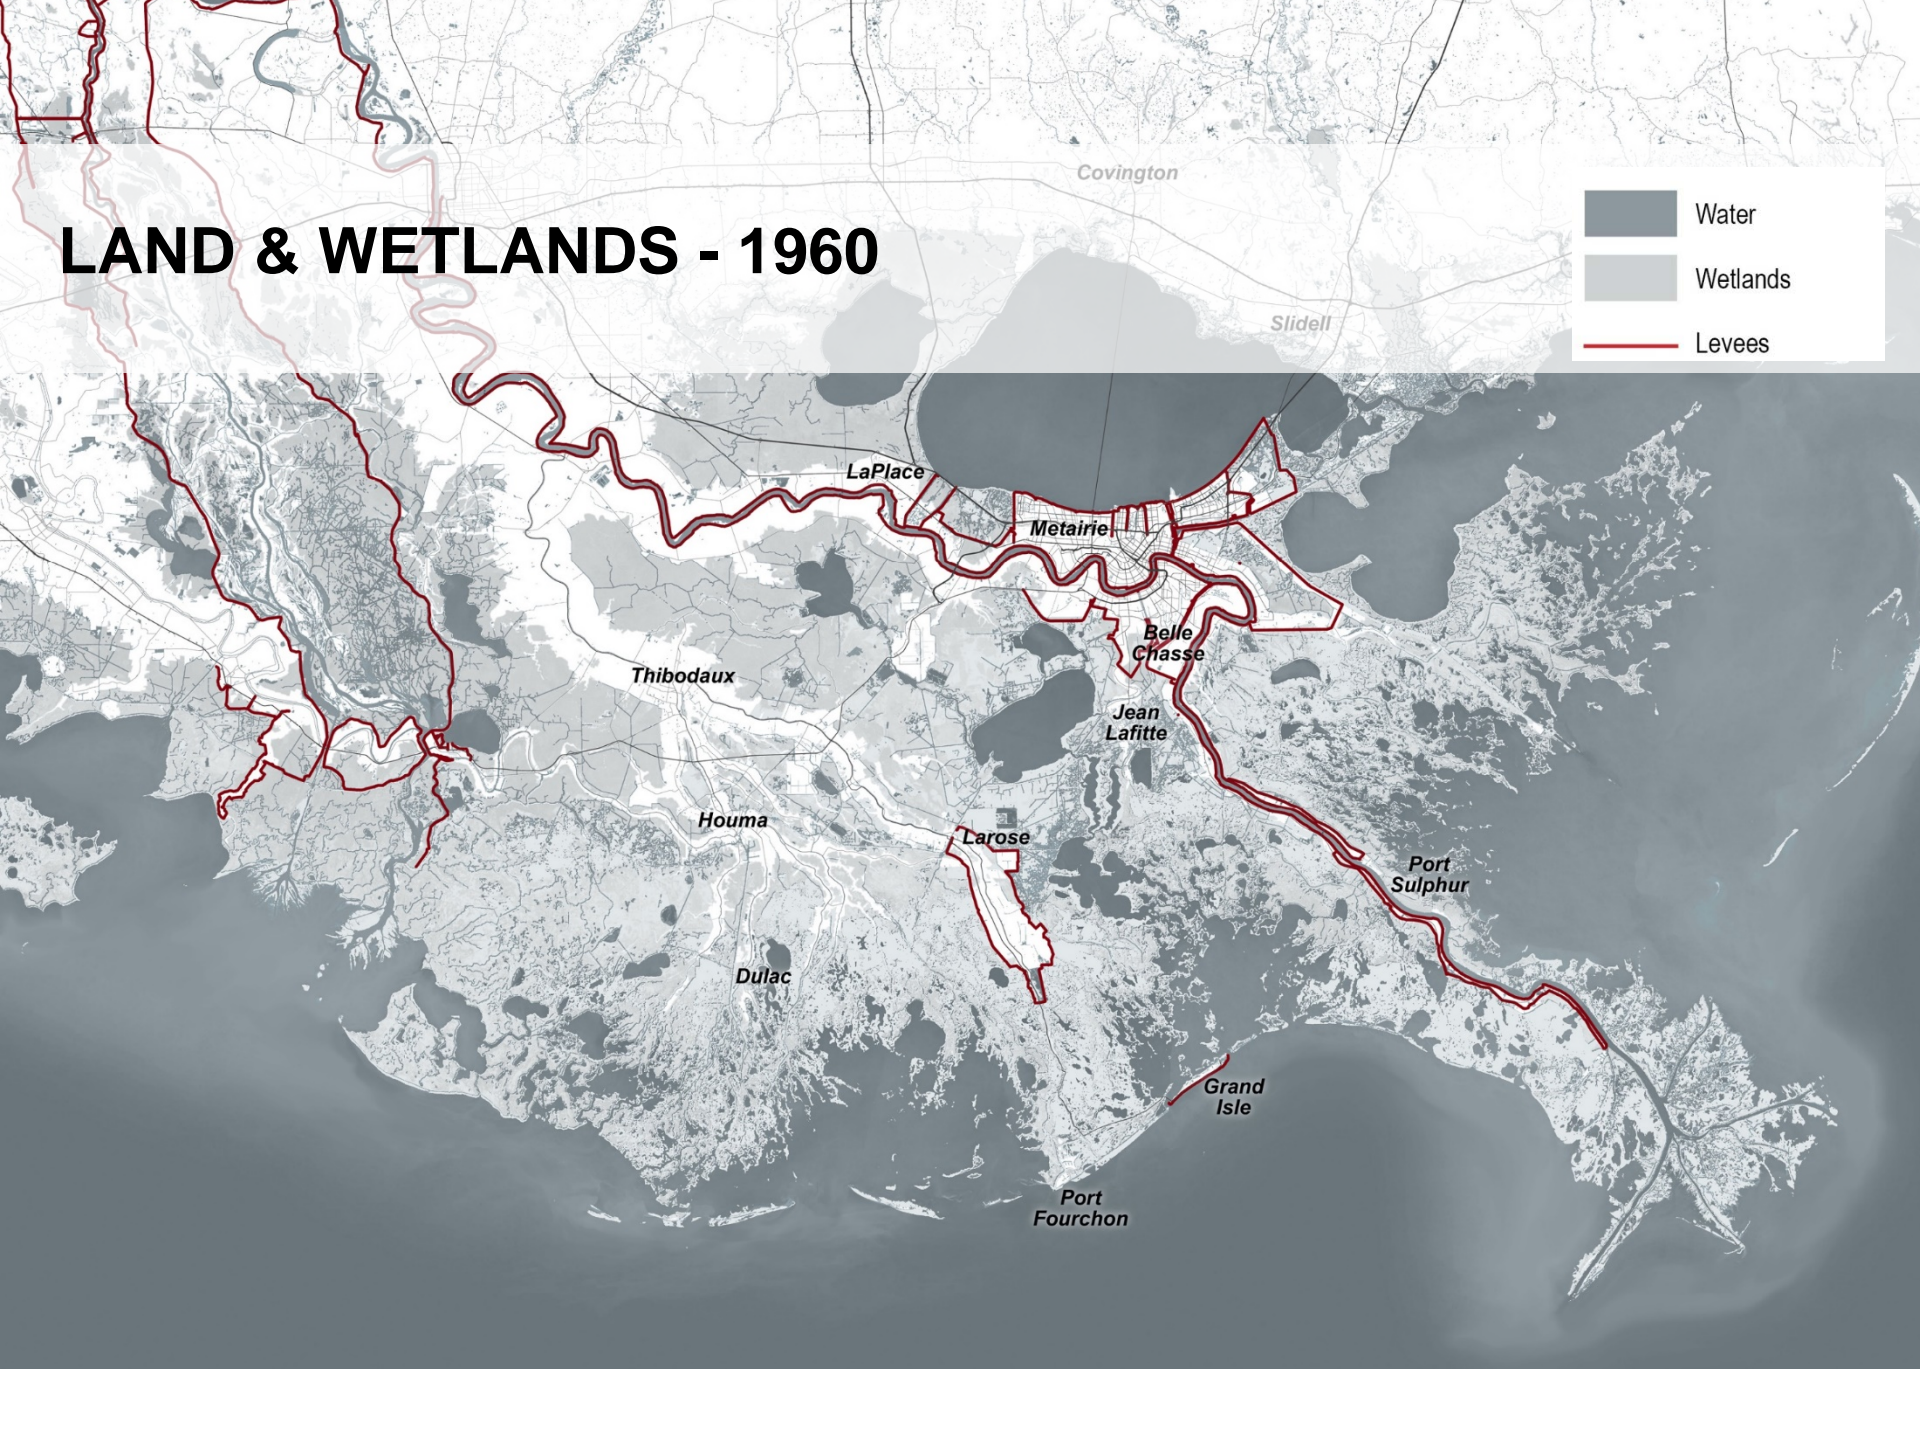 Covington
LAND & WETLANDS - 1960
Water
Wetlands
Slidell
Levees
LaPlace
Metairie
Belle
Chasse
Thibodaux
Jean
Lafitte
Houma
Larose
Port
Sulphur
Dulac
Grand
Isle
Port
Fourchon